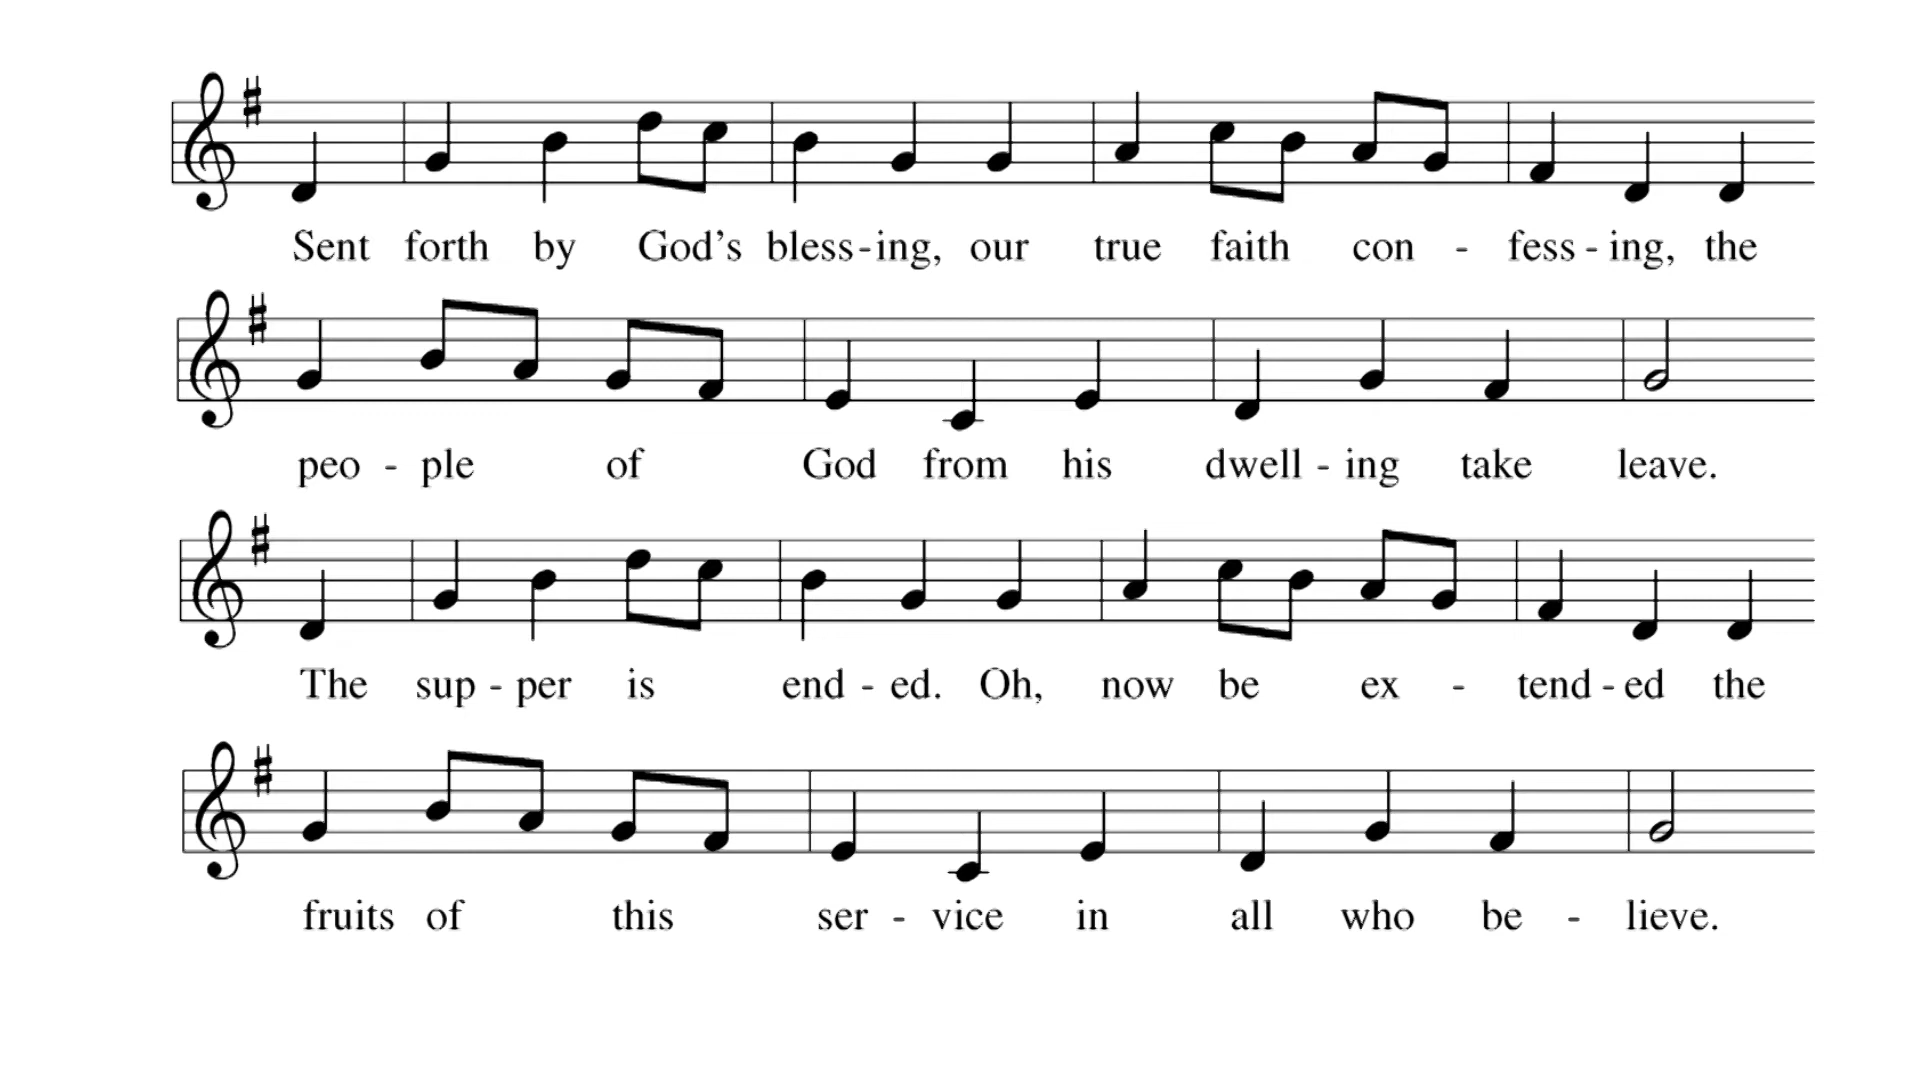 Sent forth by God's bless-ing, our true faith con - fess - ing, the
peo - ple of God from his dwell - ing take leave.
The sup - per is end - ed. Oh, now be ex - tend - ed the
fruits of this ser - vice in all who be - lieve.